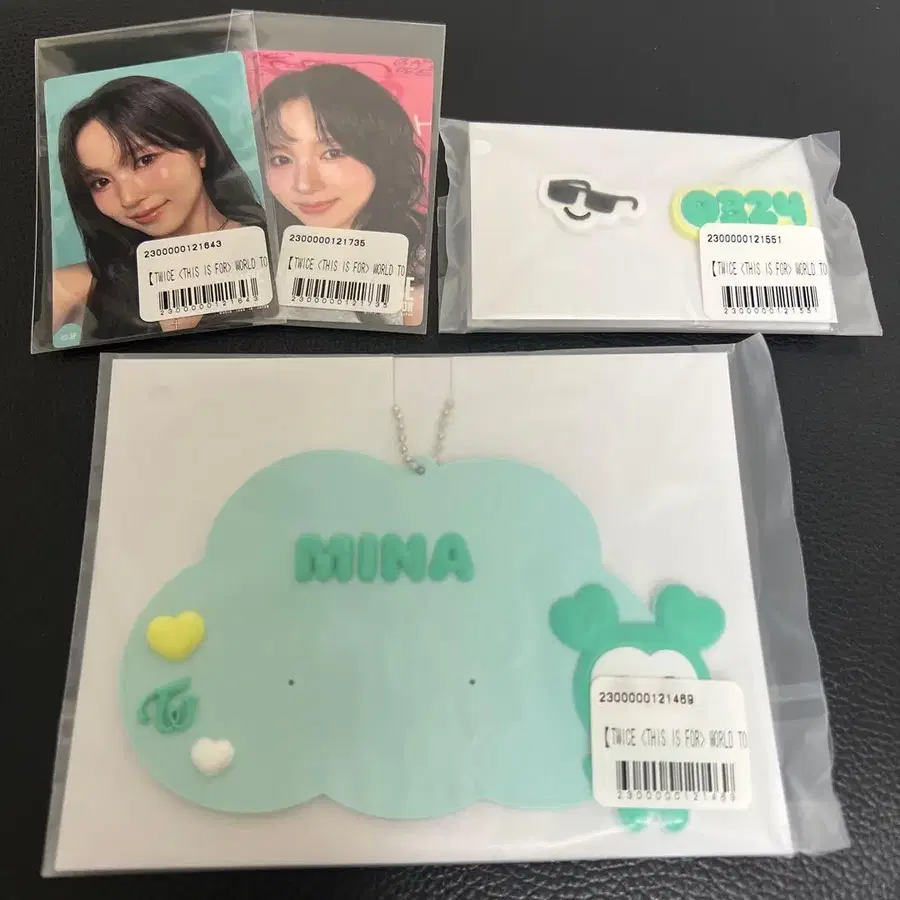 2300000121643
【TWICE <THIS IS FOR> WORLD TO
2300000121643
2300000121735
【TWICE <THIS IS FOR> WORLD TO
2300000121735
0324
2300000121551
【TWICE <THIS IS FOR> WORLD TO
2300000121551
MINA
2300000121469
【TWICE <THIS IS FOR> WORLD TO
2300000121469